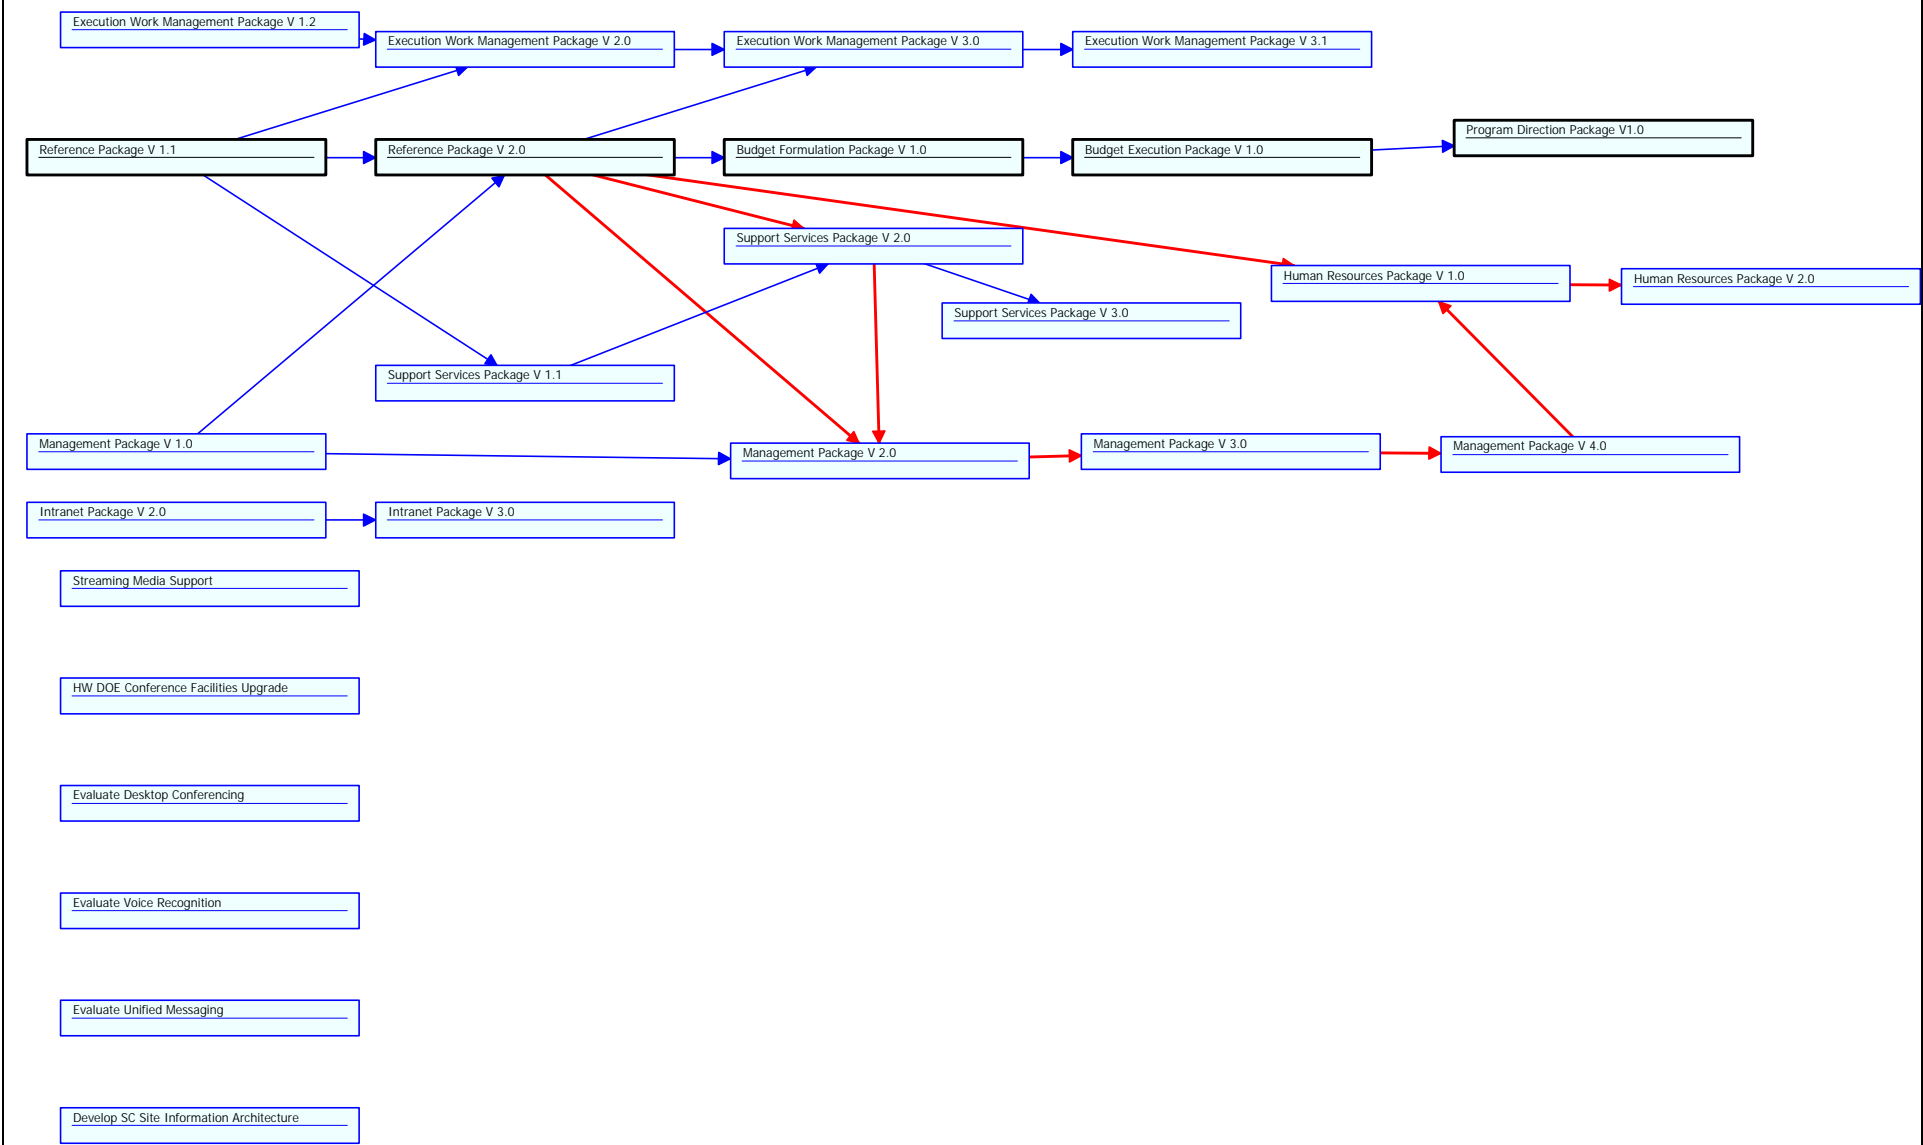 Execution Work Management Package V 1.2
Execution Work Management Package V 2.0
Execution Work Management Package V 3.0
Execution Work Management Package V 3.1
Reference Package V 1.1
Reference Package V 2.0
Budget Formulation Package V 1.0
Budget Execution Package V 1.0
Program Direction Package V1.0
Support Services Package V 2.0
Human Resources Package V 1.0
Human Resources Package V 2.0
Support Services Package V 3.0
Support Services Package V 1.1
Management Package V 1.0
Management Package V 2.0
Management Package V 3.0
Management Package V 4.0
Intranet Package V 2.0
Intranet Package V 3.0
Streaming Media Support
HW DOE Conference Facilities Upgrade
Evaluate Desktop Conferencing
Evaluate Voice Recognition
Evaluate Unified Messaging
Develop SC Site Information Architecture